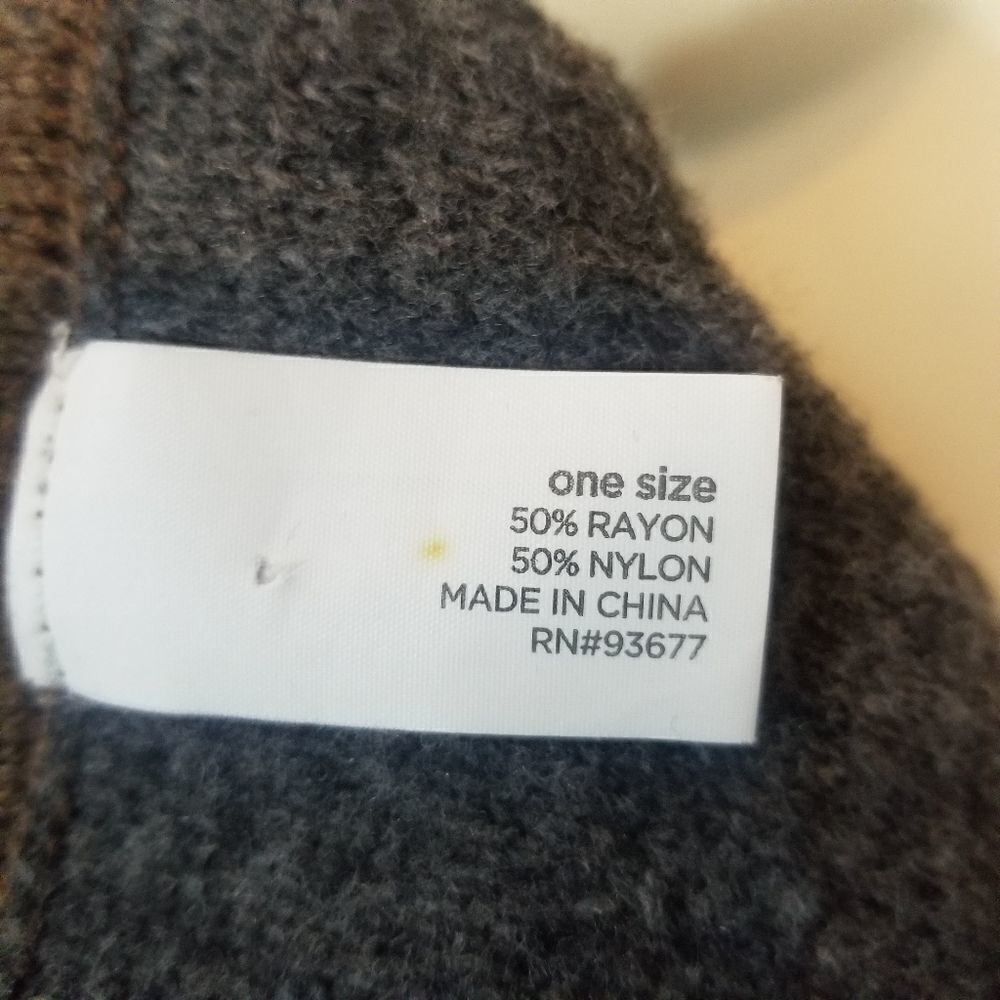 one size
50% RAYON
50% NYLON
MADE IN CHINA
RN#93677